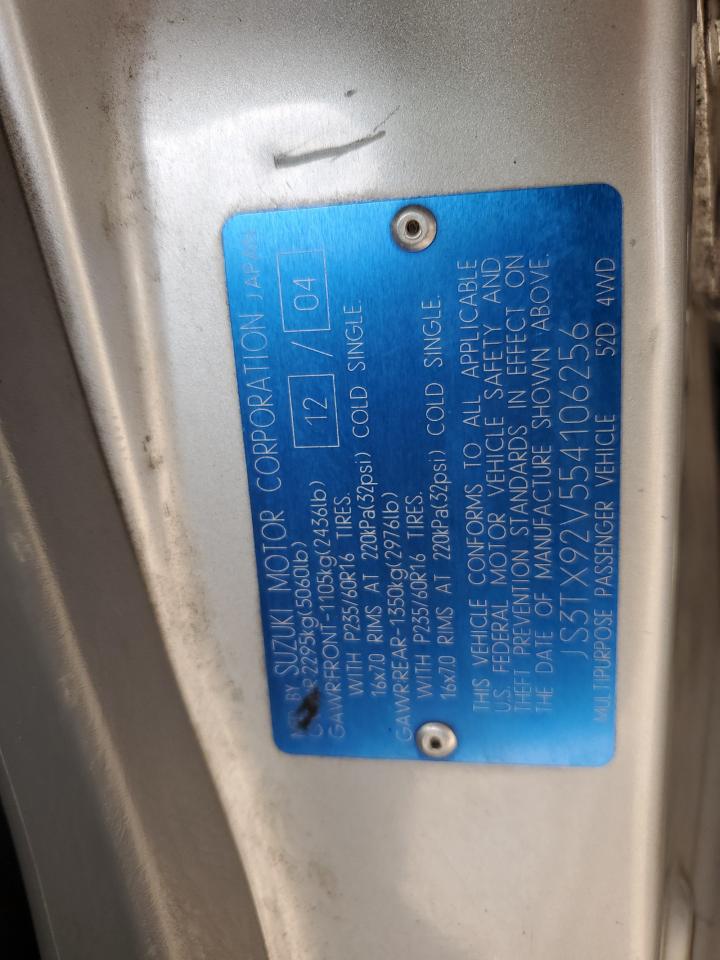 BY SUZUKI MOTOR CORPORATION JAPAN
12 / 04
2295kg(5060lb)
GAWRFRONT-1105kg(2436lb)
WITH P235/60R16 TIRES.
16x7.0 RIMS AT 220kPa(32psi) COLD SINGLE.
GAWRREAR-1350kg(2976lb)
WITH P235/60R16 TIRES.
16x7.0 RIMS AT 220kPa(32psi) COLD SINGLE.
THIS VEHICLE CONFORMS TO ALL APPLICABLE
U.S. FEDERAL MOTOR VEHICLE SAFETY AND
THEFT PREVENTION STANDARDS IN EFFECT ON
THE DATE OF MANUFACTURE SHOWN ABOVE.
JS3TX92V554106256
MULTIPURPOSE PASSENGER VEHICLE 52D 4WD